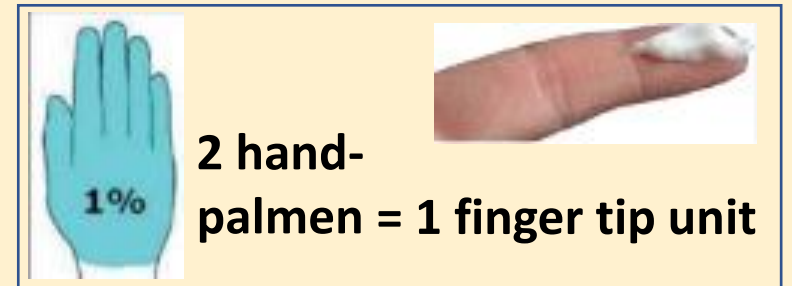 1%
2 hand-
palmen = 1 finger tip unit